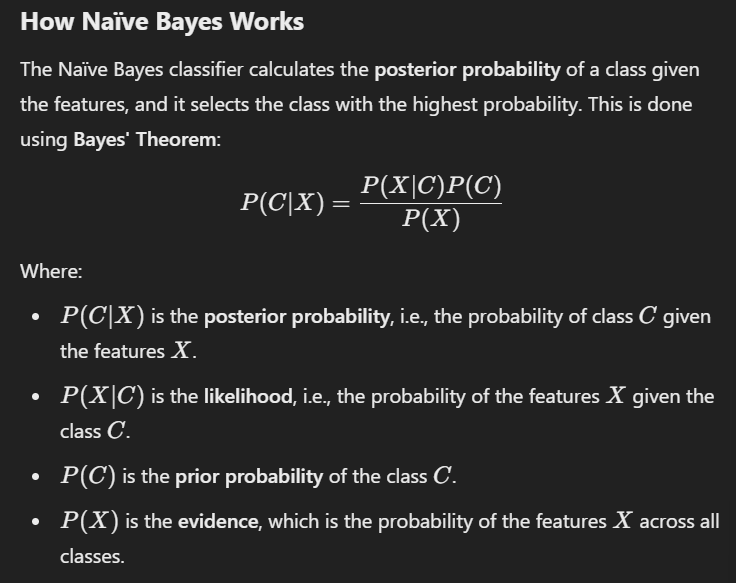 How Naïve Bayes Works
The Naïve Bayes classifier calculates the posterior probability of a class given
the features, and it selects the class with the highest probability. This is done
using Bayes' Theorem:
P(C|X) = P(X|C)P(C) / P(X)
Where:
• P(C|X) is the posterior probability, i.e., the probability of class C given
the features X.
• P(X|C) is the likelihood, i.e., the probability of the features X given the
class C.
• P(C) is the prior probability of the class C.
• P(X) is the evidence, which is the probability of the features X across all
classes.